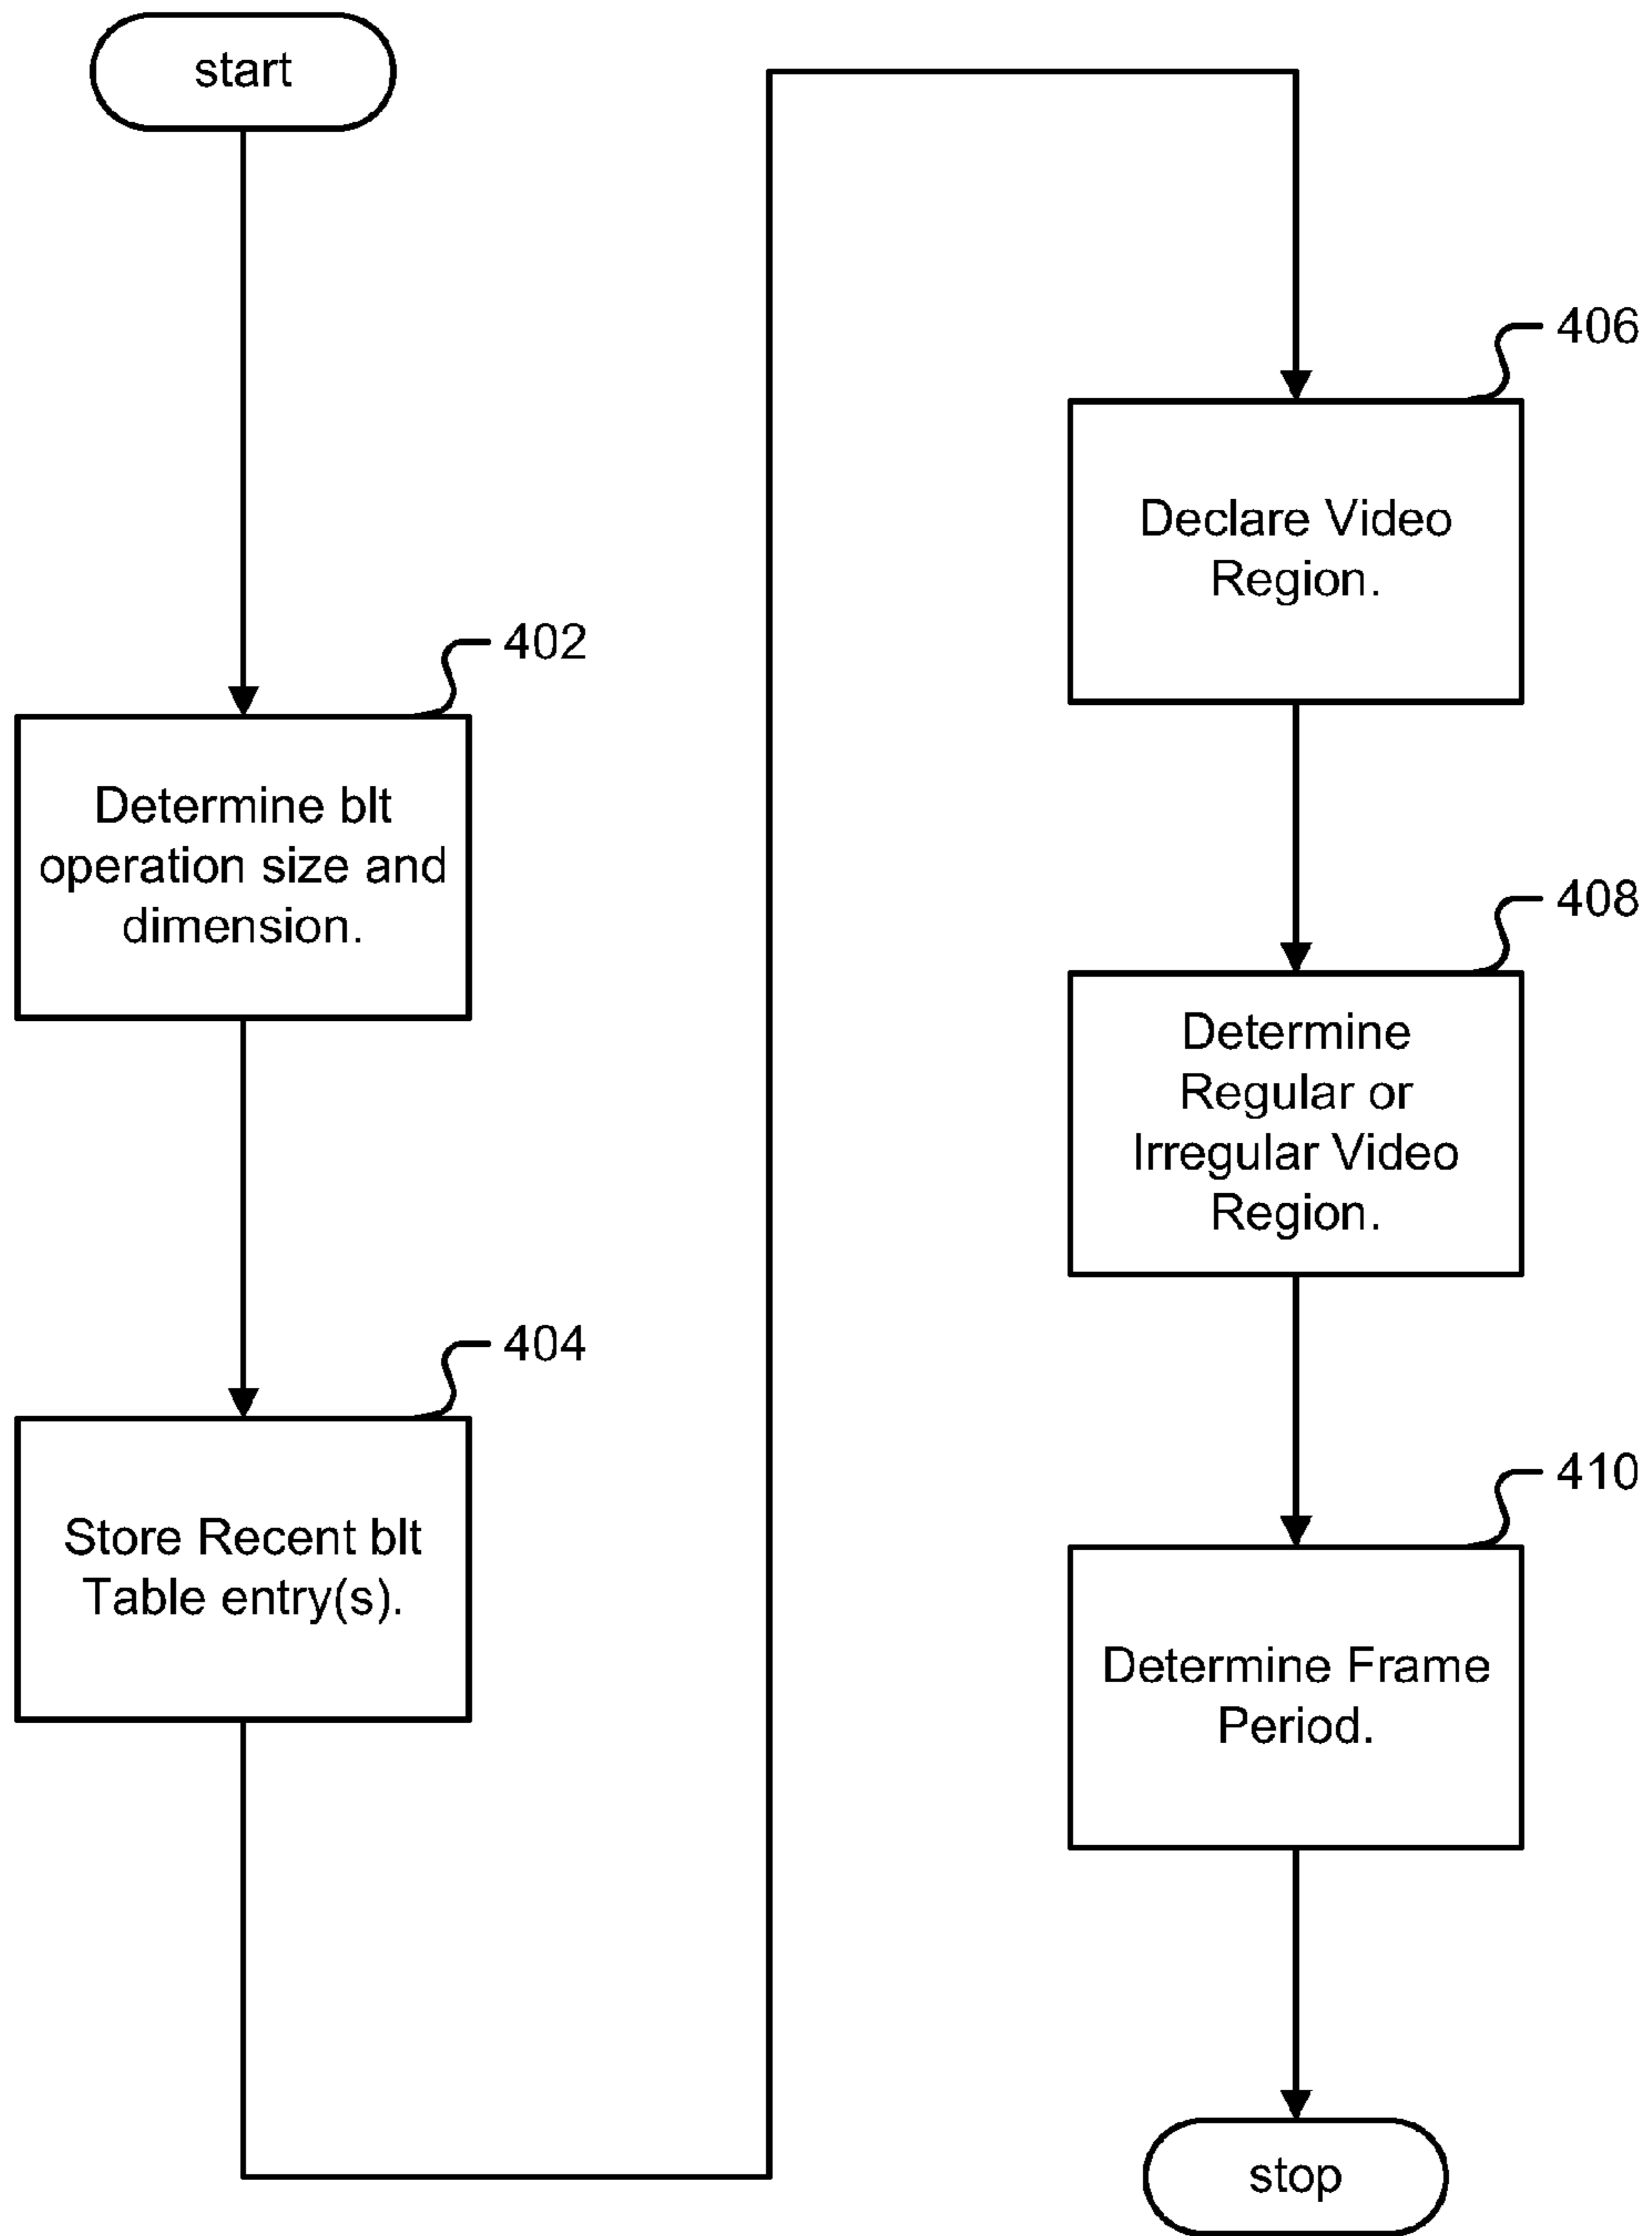 start
402
Determine blt
operation size and
dimension.
404
Store Recent blt
Table entry(s).
406
Declare Video
Region.
408
Determine
Regular or
Irregular Video
Region.
410
Determine Frame
Period.
stop